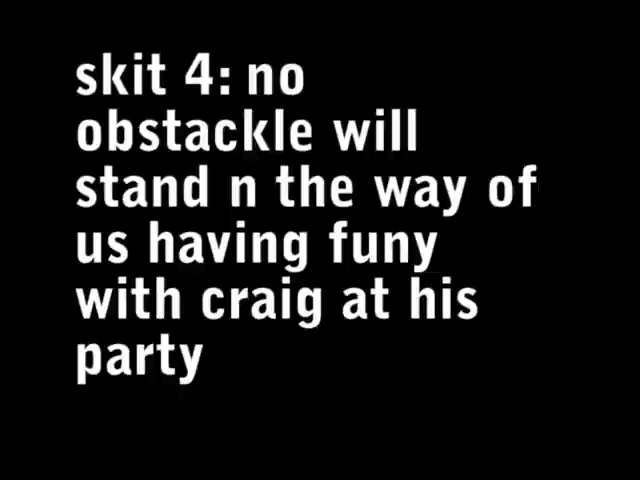 skit 4: no
obstackle will
stand n the way of
us having funy
with craig at his
party